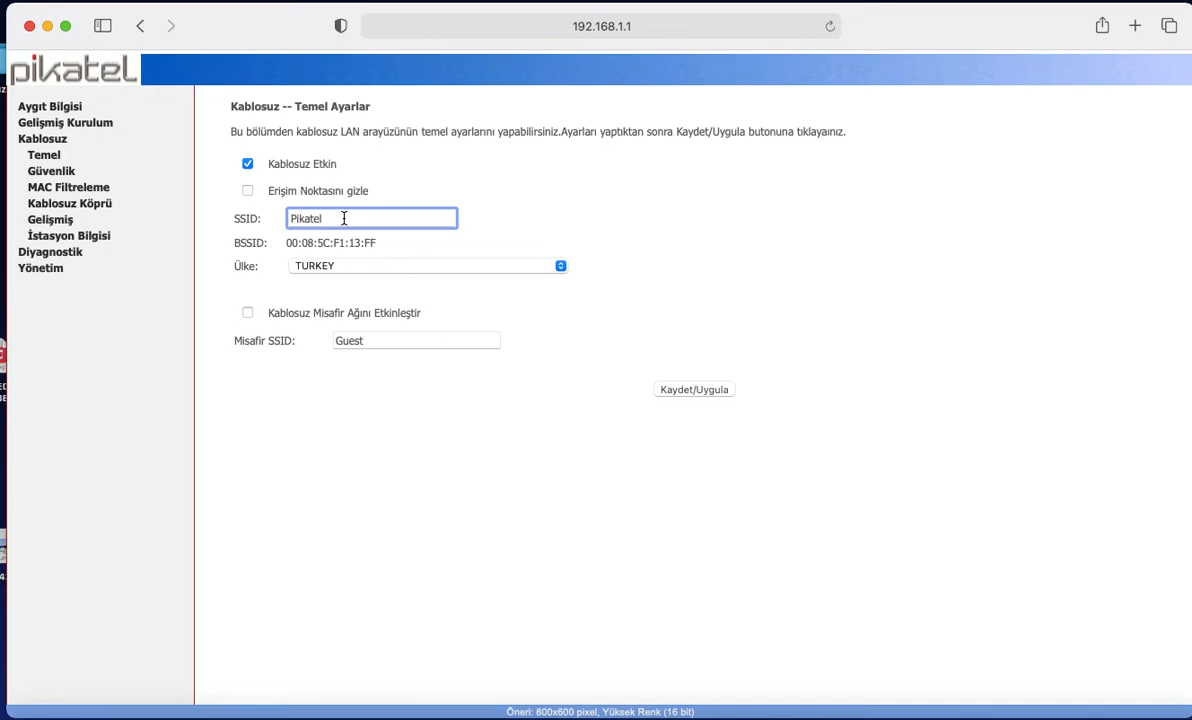 192.168.1.1
pikatel
Aygıt Bilgisi
Gelişmiş Kurulum
Kablosuz
Temel
Güvenlik
MAC Filtreleme
Kablosuz Köprü
Gelişmiş
İstasyon Bilgisi
Diyagnostik
Yönetim
Kablosuz -- Temel Ayarlar
Bu bölümden kablosuz LAN arayüzünün temel ayarlarını yapabilirsiniz.Ayarları yaptıktan sonra Kaydet/Uygula butonuna tıklayaınız.
Kablosuz Etkin
Erişim Noktasını gizle
SSID: Pikatel
BSSID: 00:08:5C:F1:13:FF
Ülke: TURKEY
Kablosuz Misafir Ağını Etkinleştir
Misafir SSID: Guest
Kaydet/Uygula
Öneri: 800x600 pixel, Yüksek Renk (16 bit)